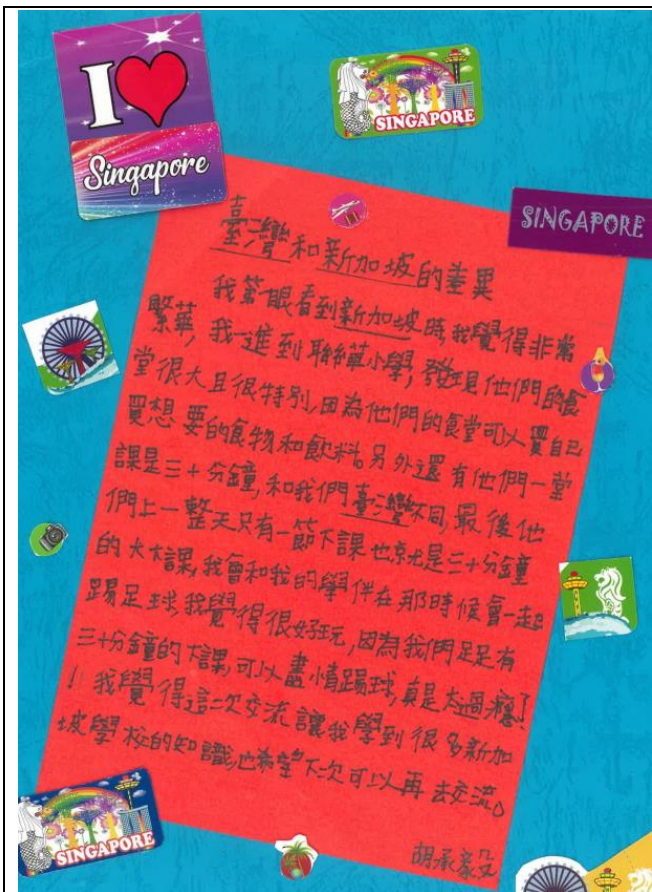 I
Singapore
SINGAPORE
SINGAPORE
臺灣和新加坡的差異
我第一眼看到新加坡時,我覺得非常
繁華,我一進到聯華小學,發現他們的食
堂很大且很特別,因為他們的食堂可以買自己
買想要的食物和飲料。另外還有他們一堂
課是三十分鐘,和我們臺灣不同,最後他
們上一整天只有一節下課也就是三十分鐘
的大下課,我會和我的學伴在那時候會一起
踢足球,我覺得很好玩,因為我們足足有
三十分鐘的下課,可以盡情踢球,真是太過癮了
!我覺得這次交流讓我學到很多新加
坡學校的知識,也希望下次可以再去交流。
胡承毅
SINGAPORE